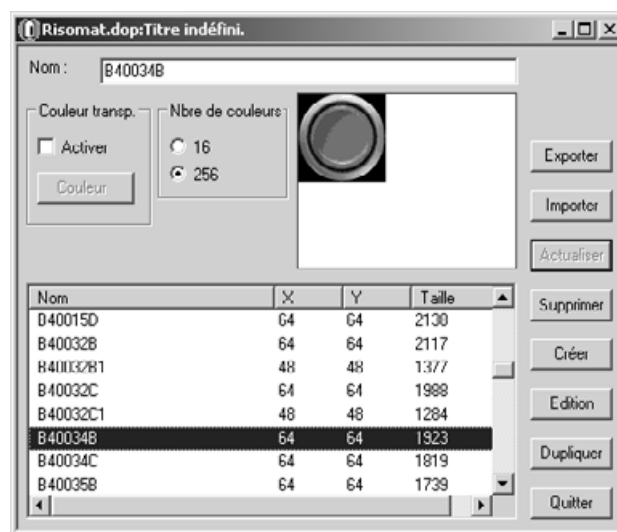 Risomat.dop:Titre indéfini.
Nom : B40034B
Couleur transp.
Activer
Couleur
Nbre de couleurs
16
256
Exporter
Importer
Actualiser
Supprimer
Créer
Edition
Dupliquer
Quitter
Nom X Y Taille
B40015D 64 64 2130
B40032B 64 64 2117
B40032B1 48 48 1377
B40032C 64 64 1988
B40032C1 48 48 1284
B40034B 64 64 1923
B40034C 64 64 1819
B40035B 64 64 1739